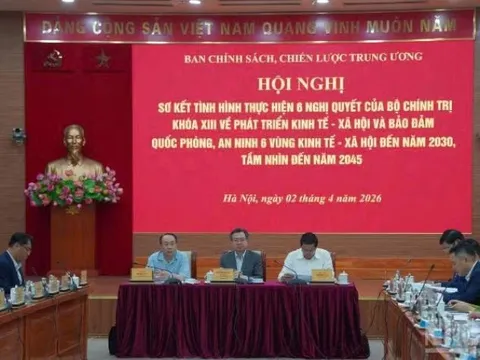 ĐẢNG CỘNG SẢN VIỆT NAM QUANG VINH MUÔN NĂM
BAN CHÍNH SÁCH, CHIẾN LƯỢC TRUNG ƯƠNG
HỘI NGHỊ
SƠ KẾT TÌNH HÌNH THỰC HIỆN 6 NGHỊ QUYẾT CỦA BỘ CHÍNH TRỊ
KHÓA XIII VỀ PHÁT TRIỂN KINH TẾ - XÃ HỘI VÀ BẢO ĐẢM
QUỐC PHÒNG, AN NINH 6 VÙNG KINH TẾ - XÃ HỘI ĐẾN NĂM 2030,
TẦM NHÌN ĐẾN NĂM 2045
Hà Nội, ngày 02 tháng 4 năm 2026